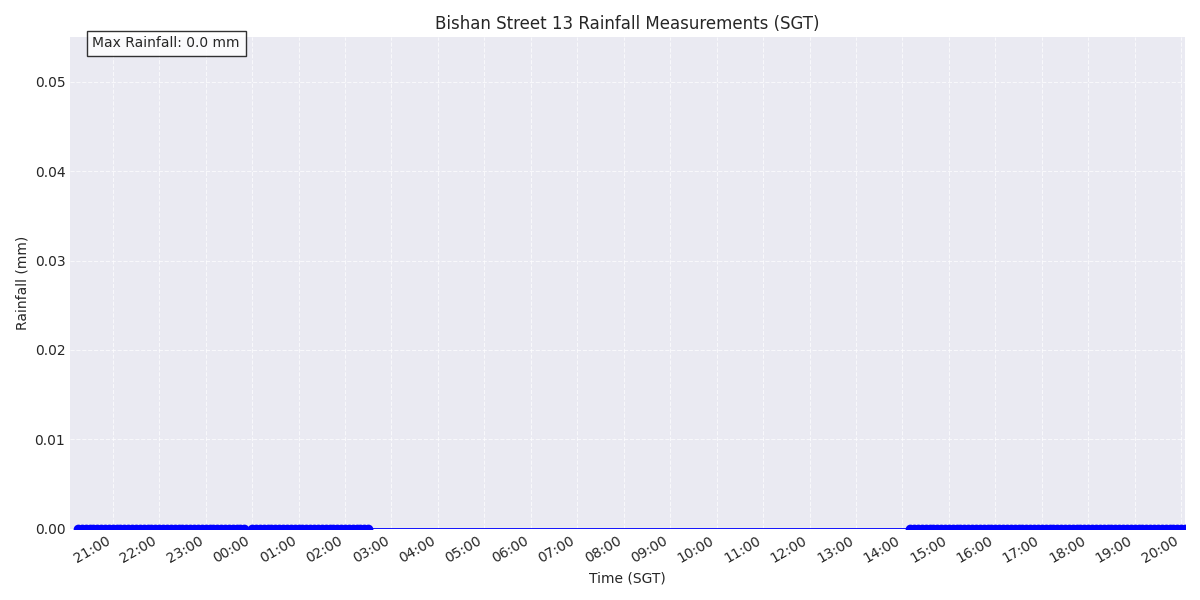 Bishan Street 13 Rainfall Measurements (SGT)
Max Rainfall: 0.0 mm
0.05
0.04
0.03
0.02
0.01
0.00
Rainfall (mm)
21:00 22:00 23:00 00:00 01:00 02:00 03:00 04:00 05:00 06:00 07:00 08:00 09:00 10:00 11:00 12:00 13:00 14:00 15:00 16:00 17:00 18:00 19:00 20:00
Time (SGT)